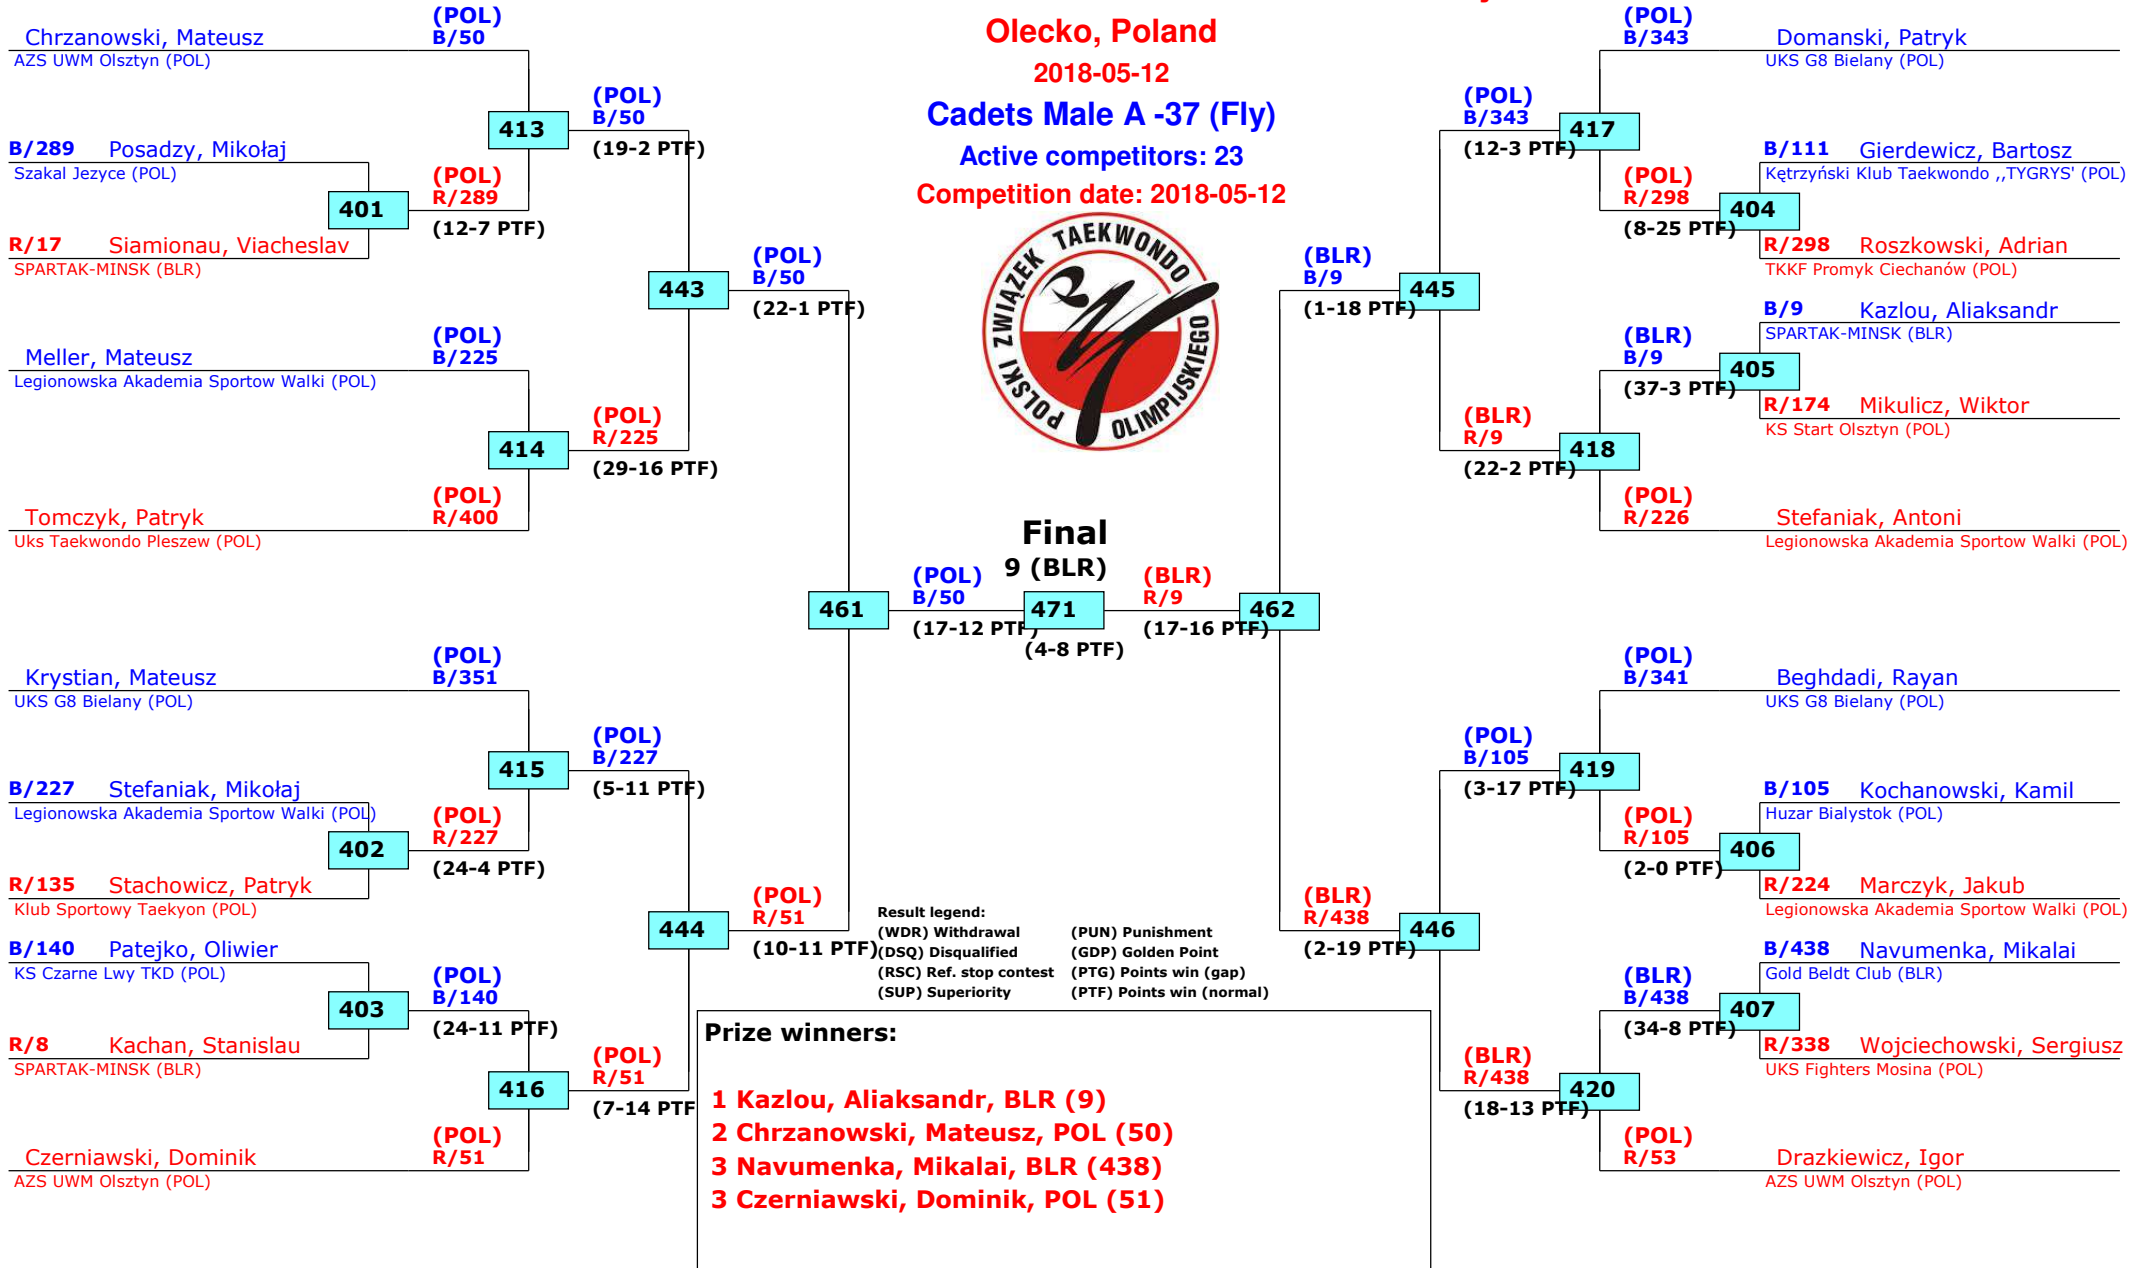 Olecko, Poland
2018-05-12
Cadets Male A -37 (Fly)
Active competitors: 23
Competition date: 2018-05-12
POLSKI ZWIĄZEK TAEKWONDO OLIMPIJSKIEGO
(POL)
Chrzanowski, Mateusz B/50
AZS UWM Olsztyn (POL)
413
(POL)
B/50
(19-2 PTF)
B/289 Posadzy, Mikołaj
Szakal Jezyce (POL)
401
(POL)
R/289
(12-7 PTF)
R/17 Siamionau, Viacheslav
SPARTAK-MINSK (BLR)
443
(POL)
B/50
(22-1 PTF)
(POL)
Meller, Mateusz B/225
Legionowska Akademia Sportow Walki (POL)
414
(POL)
R/225
(29-16 PTF)
(POL)
Tomczyk, Patryk R/400
Uks Taekwondo Pleszew (POL)
461
(POL)
B/50
(17-12 PTF)
(POL)
Krystian, Mateusz B/351
UKS G8 Bielany (POL)
415
(POL)
B/227
(5-11 PTF)
B/227 Stefaniak, Mikołaj
Legionowska Akademia Sportow Walki (POL)
402
(POL)
R/227
(24-4 PTF)
R/135 Stachowicz, Patryk
Klub Sportowy Taekyon (POL)
444
(POL)
R/51
(10-11 PTF)
B/140 Patejko, Oliwier
KS Czarne Lwy TKD (POL)
403
(POL)
B/140
(24-11 PTF)
R/8 Kachan, Stanislau
SPARTAK-MINSK (BLR)
416
(POL)
R/51
(7-14 PTF
(POL)
Czerniawski, Dominik R/51
AZS UWM Olsztyn (POL)
Final
9 (BLR)
471
(4-8 PTF)
(BLR)
R/9
(17-16 PTF)
462
(POL)
B/343 Domanski, Patryk
UKS G8 Bielany (POL)
(POL)
B/343
(12-3 PTF)
417
B/111 Gierdewicz, Bartosz
Kętrzyński Klub Taekwondo ,,TYGRYS' (POL)
(POL)
R/298
(8-25 PTF)
404
R/298 Roszkowski, Adrian
TKKF Promyk Ciechanów (POL)
(BLR)
B/9
(1-18 PTF)
445
B/9 Kazlou, Aliaksandr
SPARTAK-MINSK (BLR)
(BLR)
B/9
(37-3 PTF)
405
R/174 Mikulicz, Wiktor
KS Start Olsztyn (POL)
(BLR)
R/9
(22-2 PTF)
418
(POL)
R/226 Stefaniak, Antoni
Legionowska Akademia Sportow Walki (POL)
(POL)
B/341 Beghdadi, Rayan
UKS G8 Bielany (POL)
(POL)
B/105
(3-17 PTF)
419
B/105 Kochanowski, Kamil
Huzar Bialystok (POL)
(POL)
R/105
(2-0 PTF)
406
R/224 Marczyk, Jakub
Legionowska Akademia Sportow Walki (POL)
(BLR)
R/438
(2-19 PTF)
446
B/438 Navumenka, Mikalai
Gold Beldt Club (BLR)
(BLR)
B/438
(34-8 PTF)
407
R/338 Wojciechowski, Sergiusz
UKS Fighters Mosina (POL)
(BLR)
R/438
(18-13 PTF)
420
(POL)
R/53 Drazkiewicz, Igor
AZS UWM Olsztyn (POL)
Result legend:
(WDR) Withdrawal (PUN) Punishment
(DSQ) Disqualified (GDP) Golden Point
(RSC) Ref. stop contest (PTG) Points win (gap)
(SUP) Superiority (PTF) Points win (normal)
Prize winners:
1 Kazlou, Aliaksandr, BLR (9)
2 Chrzanowski, Mateusz, POL (50)
3 Navumenka, Mikalai, BLR (438)
3 Czerniawski, Dominik, POL (51)